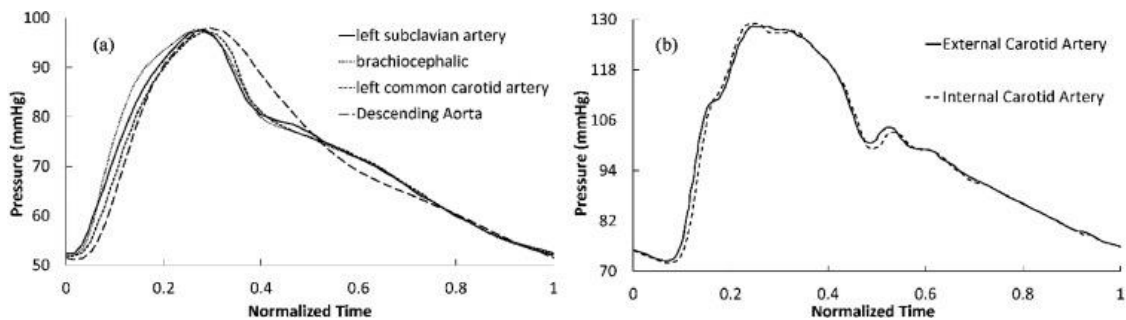 (a)
left subclavian artery
brachiocephalic
left common carotid artery
Descending Aorta
Pressure (mmHg)
100
90
80
70
60
50
0
0.2
0.4
0.6
0.8
1
Normalized Time
(b)
External Carotid Artery
Internal Carotid Artery
Pressure (mmHg)
130
118
106
94
82
70
0
0.2
0.4
0.6
0.8
1
Normalized Time